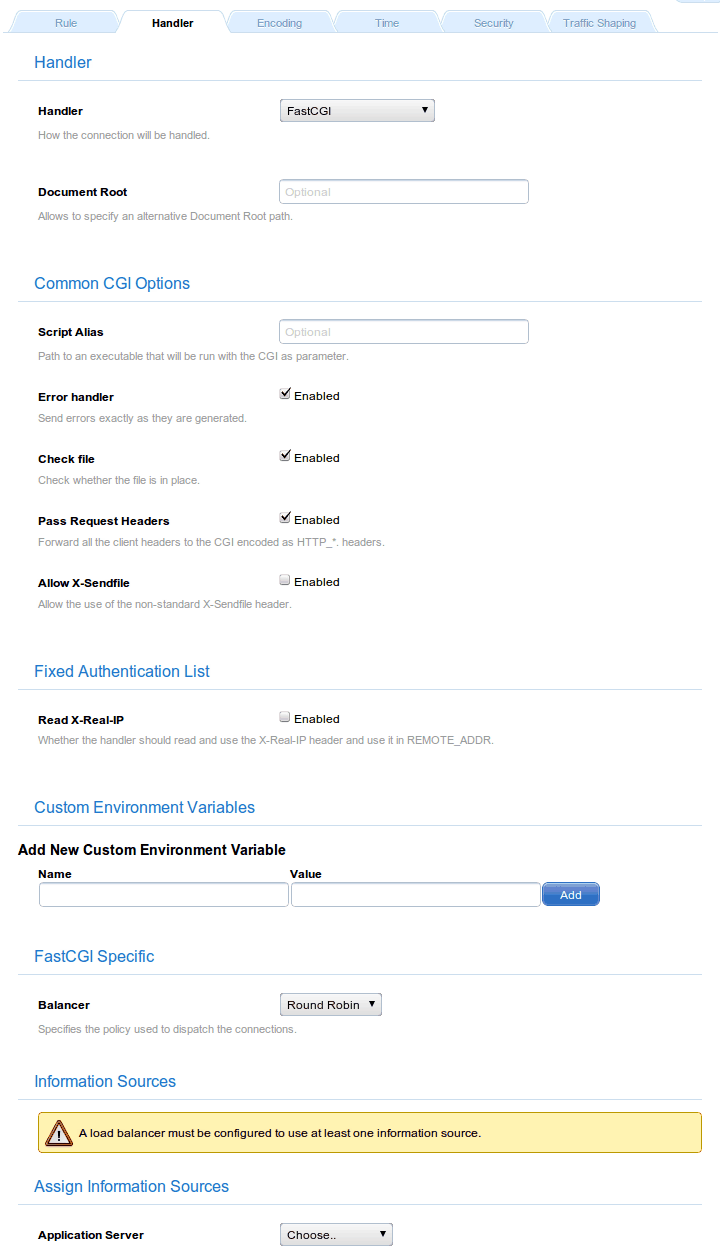 Rule Handler Encoding Time Security Traffic Shaping
Handler
Handler FastCGI
How the connection will be handled.
Document Root Optional
Allows to specify an alternative Document Root path.
Common CGI Options
Script Alias Optional
Path to an executable that will be run with the CGI as parameter.
Error handler Enabled
Send errors exactly as they are generated.
Check file Enabled
Check whether the file is in place.
Pass Request Headers Enabled
Forward all the client headers to the CGI encoded as HTTP_*. headers.
Allow X-Sendfile Enabled
Allow the use of the non-standard X-Sendfile header.
Fixed Authentication List
Read X-Real-IP Enabled
Whether the handler should read and use the X-Real-IP header and use it in REMOTE_ADDR.
Custom Environment Variables
Add New Custom Environment Variable
Name Value
Add
FastCGI Specific
Balancer Round Robin
Specifies the policy used to dispatch the connections.
Information Sources
A load balancer must be configured to use at least one information source.
Assign Information Sources
Application Server Choose..